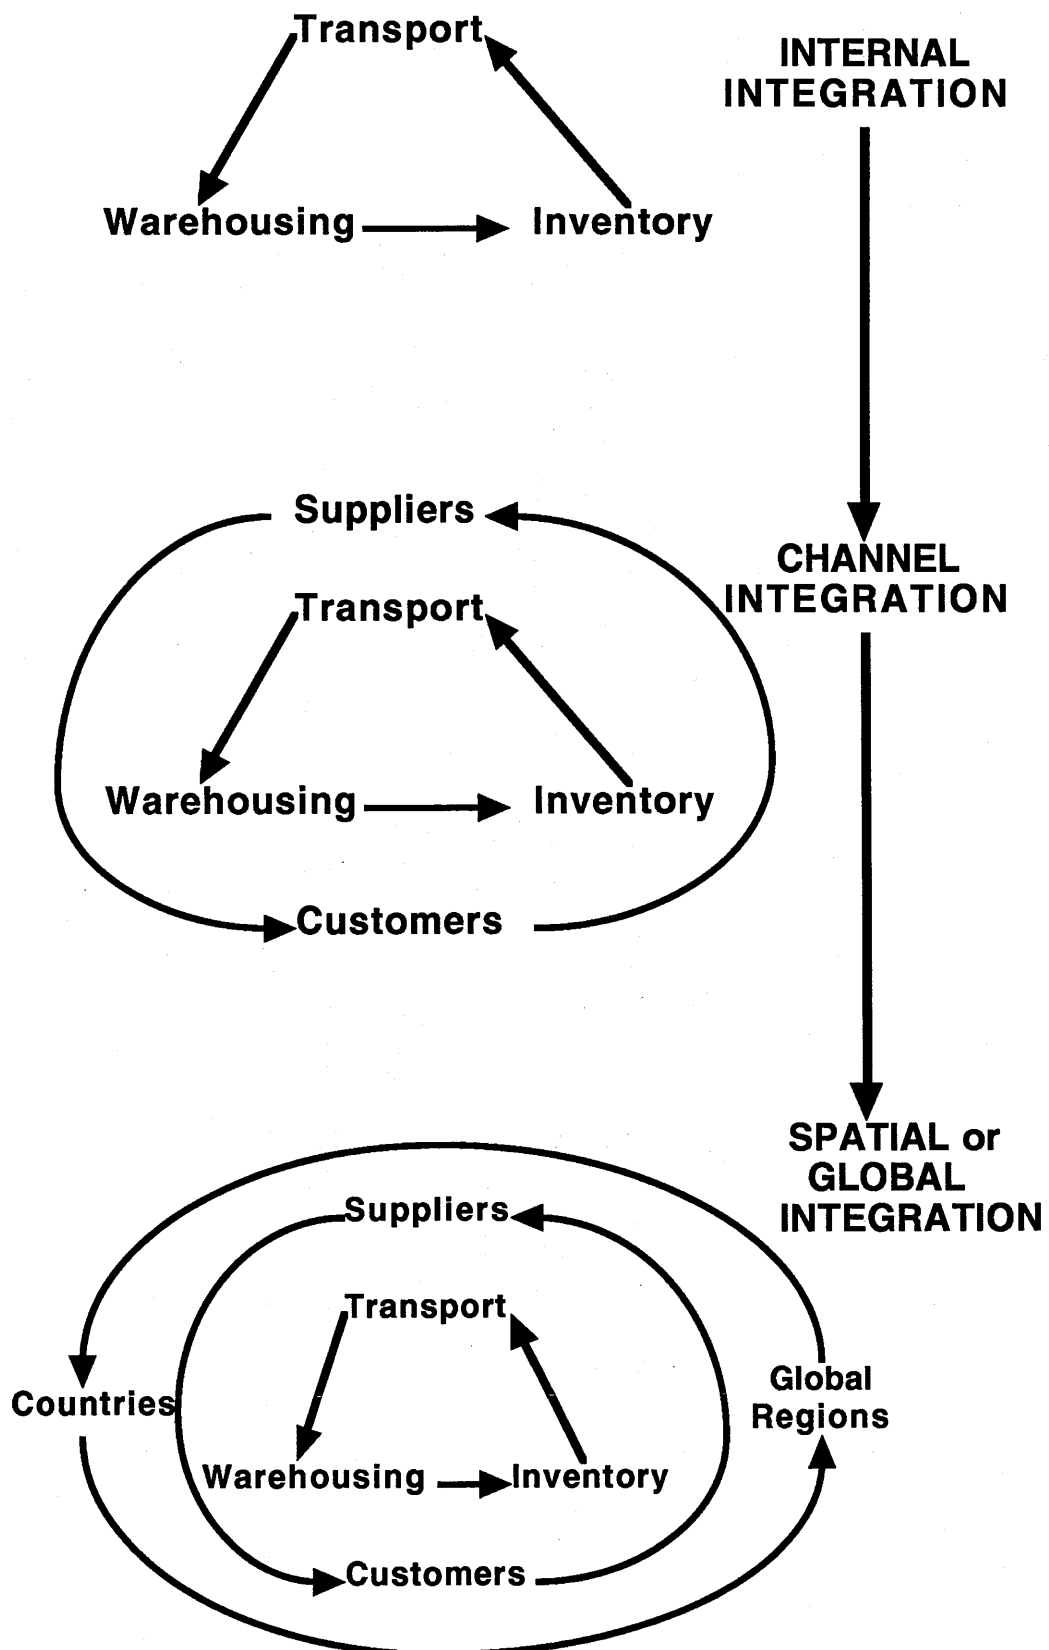 Transport
INTERNAL
INTEGRATION
Warehousing
Inventory
Suppliers
CHANNEL
INTEGRATION
Transport
Warehousing
Inventory
Customers
SPATIAL or
GLOBAL
INTEGRATION
Suppliers
Transport
Countries
Global
Regions
Warehousing
Inventory
Customers